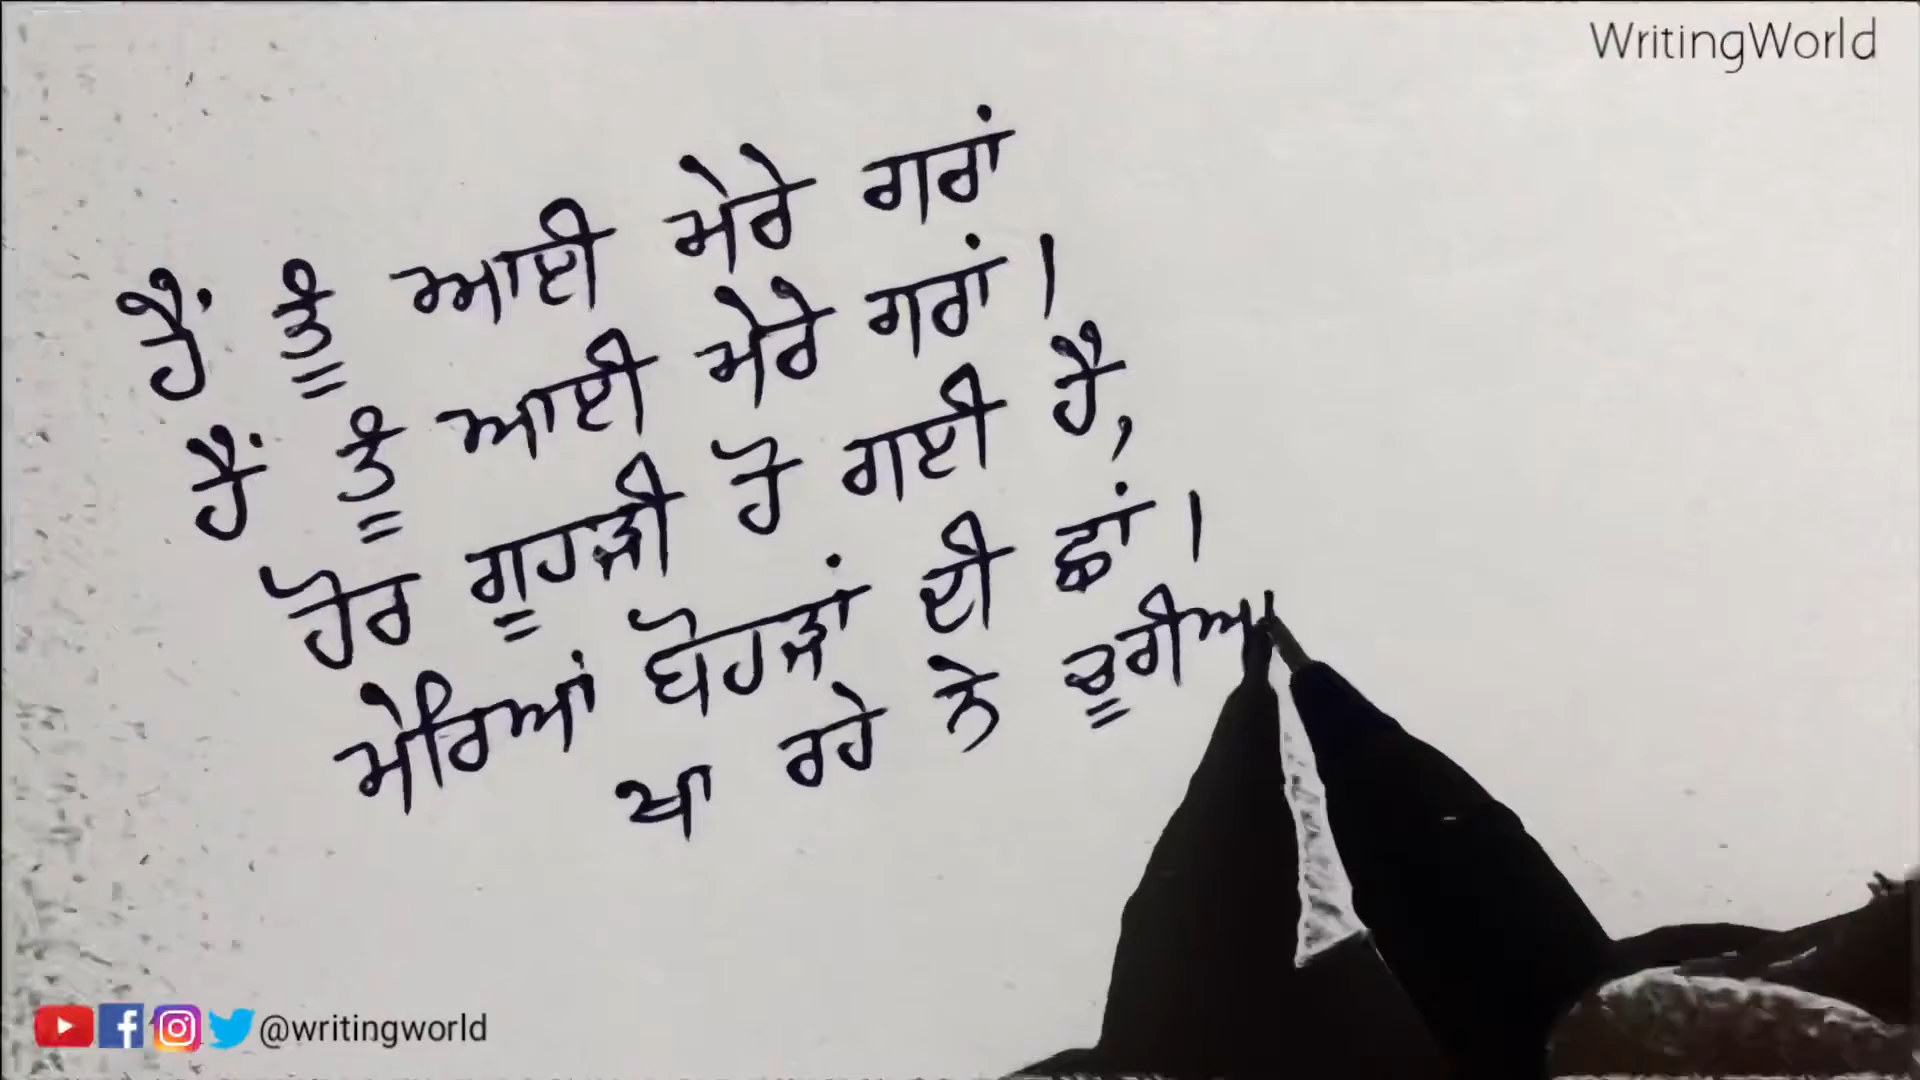 WritingWorld
ਹੈਂ ਤੂੰ ਆਈ ਮੇਰੇ ਗਰਾਂ
ਹੈਂ ਤੂੰ ਆਈ ਮੇਰੇ ਗਰਾਂ।
ਹੋਰ ਗੂਹੜੀ ਹੋ ਗਈ ਹੈ,
ਮੇਰਿਆਂ ਬੋਹੜਾਂ ਦੀ ਛਾਂ।
ਖਾ ਰਹੇ ਨੇ ਚੂਰੀਆ
@writingworld